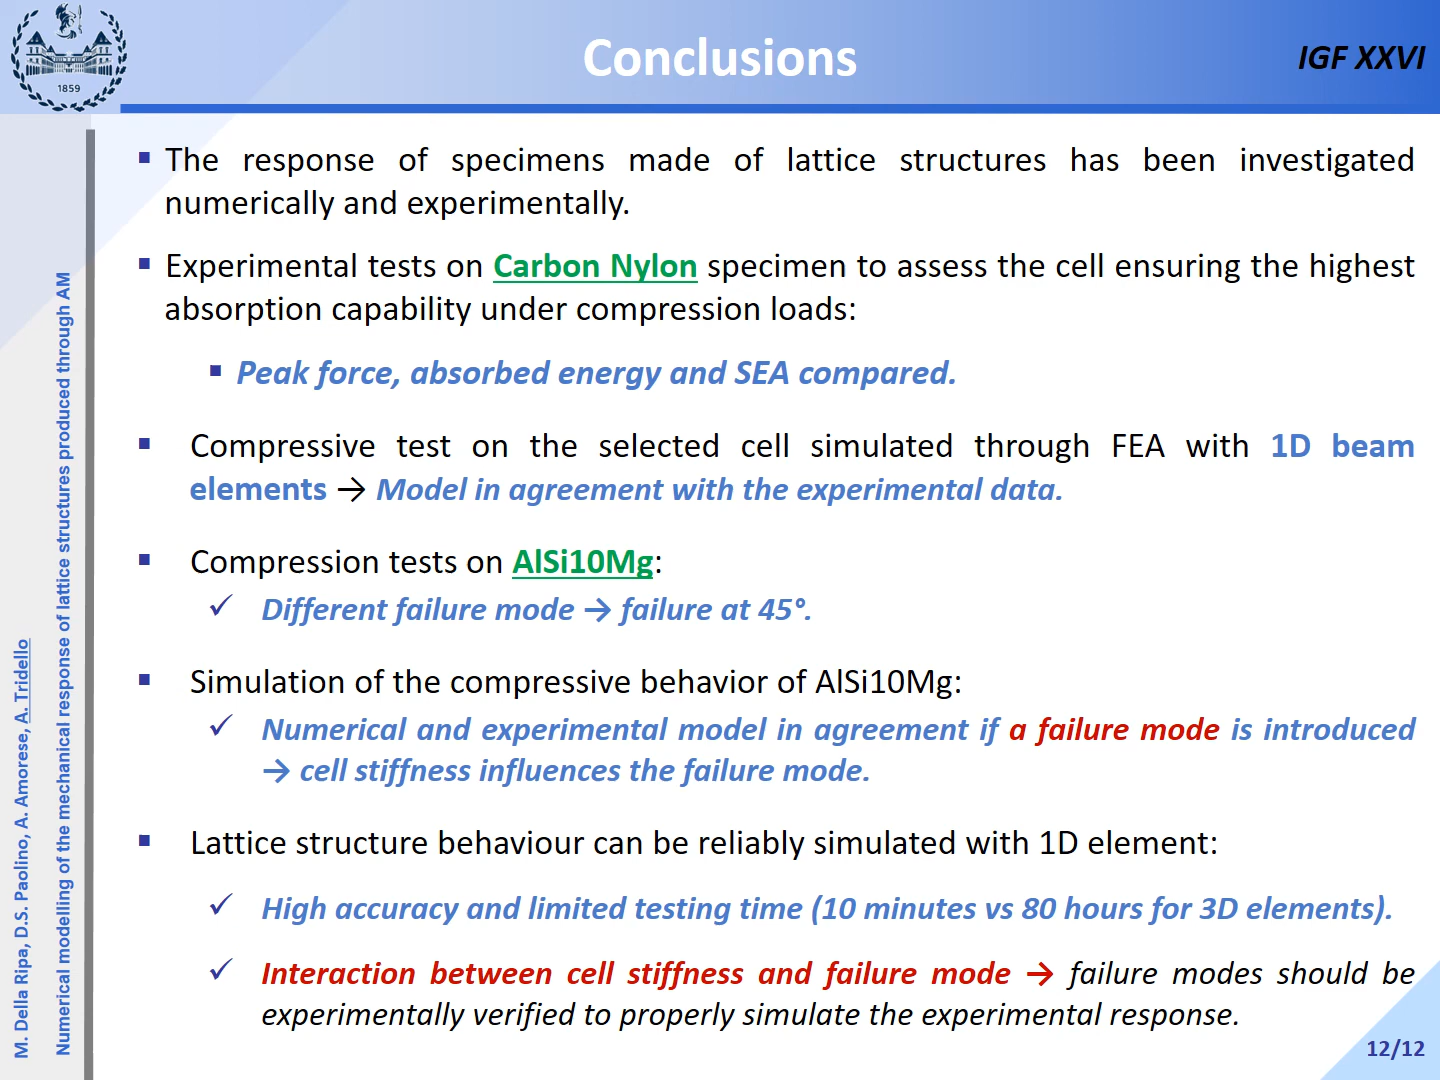 Conclusions
IGF XXVI
1859
▪ The response of specimens made of lattice structures has been investigated
numerically and experimentally.
▪ Experimental tests on Carbon Nylon specimen to assess the cell ensuring the highest
absorption capability under compression loads:
▪ Peak force, absorbed energy and SEA compared.
▪ Compressive test on the selected cell simulated through FEA with 1D beam
elements → Model in agreement with the experimental data.
▪ Compression tests on AlSi10Mg:
✓ Different failure mode → failure at 45°.
▪ Simulation of the compressive behavior of AlSi10Mg:
✓ Numerical and experimental model in agreement if a failure mode is introduced
→ cell stiffness influences the failure mode.
▪ Lattice structure behaviour can be reliably simulated with 1D element:
✓ High accuracy and limited testing time (10 minutes vs 80 hours for 3D elements).
✓ Interaction between cell stiffness and failure mode → failure modes should be
experimentally verified to properly simulate the experimental response.
M. Della Ripa, D.S. Paolino, A. Amorese, A. Tridello
Numerical modelling of the mechanical response of lattice structures produced through AM
12/12